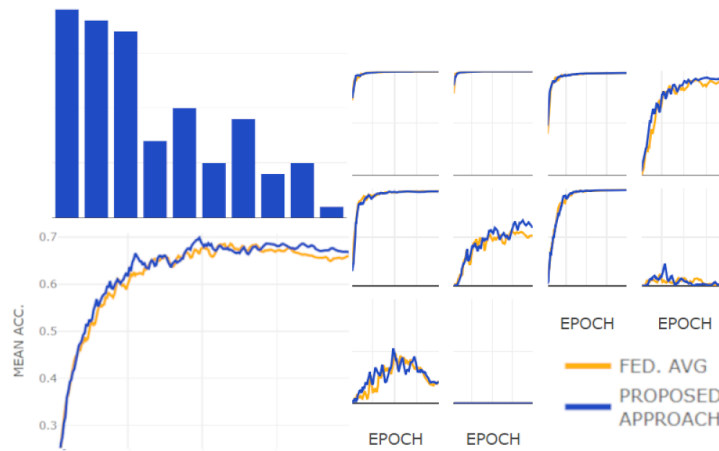 0.7
0.6
0.5
0.4
0.3
MEAN ACC.
EPOCH
EPOCH
EPOCH
EPOCH
FED. AVG
PROPOSED
APPROACH